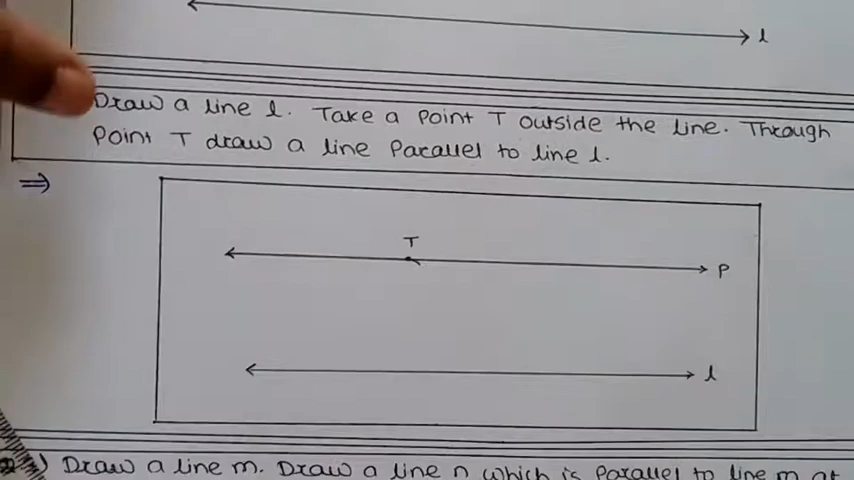 l
Draw a line l. Take a point T outside the line. Through
point T draw a line parallel to line l.
⇒
T
P
l
Draw a line m. Draw a line n which is parallel to line m at